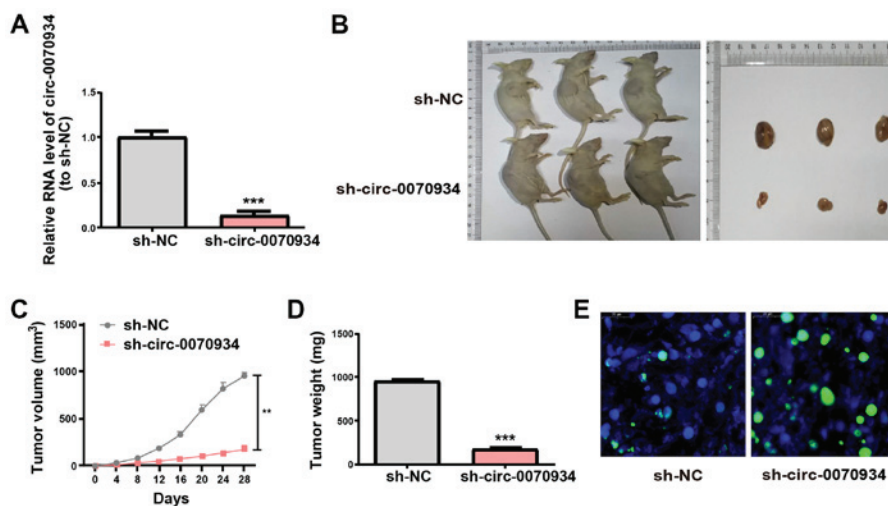 A
Relative RNA level of circ-0070934
(to sh-NC)
1.5
1.0
0.5
0.0
***
sh-NC
sh-circ-0070934
B
sh-NC
sh-circ-0070934
C
Tumor volume (mm³)
1500
1000
500
0
sh-NC
sh-circ-0070934
**
0 4 8 12 16 20 24 28
Days
D
Tumor weight (mg)
1500
1000
500
0
***
sh-NC
sh-circ-0070934
E
sh-NC
sh-circ-0070934